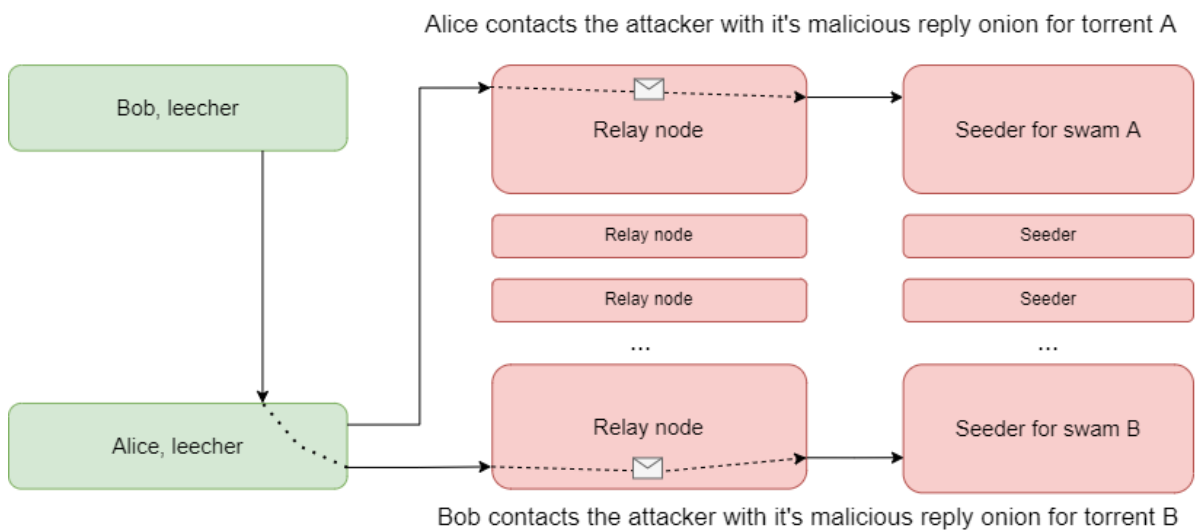 Alice contacts the attacker with it's malicious reply onion for torrent A
Bob, leecher
Relay node
Seeder for swam A
Relay node
Seeder
Relay node
Seeder
...
...
Alice, leecher
Relay node
Seeder for swam B
Bob contacts the attacker with it's malicious reply onion for torrent B